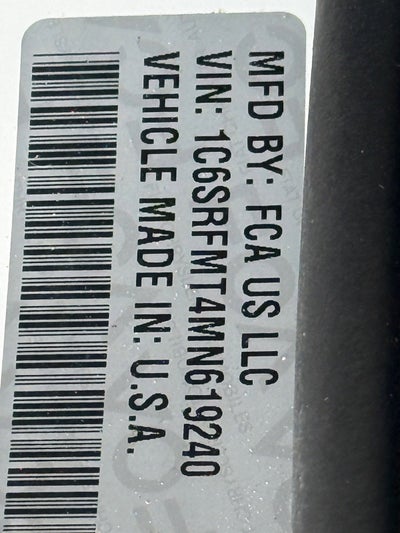 MFD BY: FCA US LLC
VIN: 1C6SRFMT4MN619240
VEHICLE MADE IN: U.S.A.